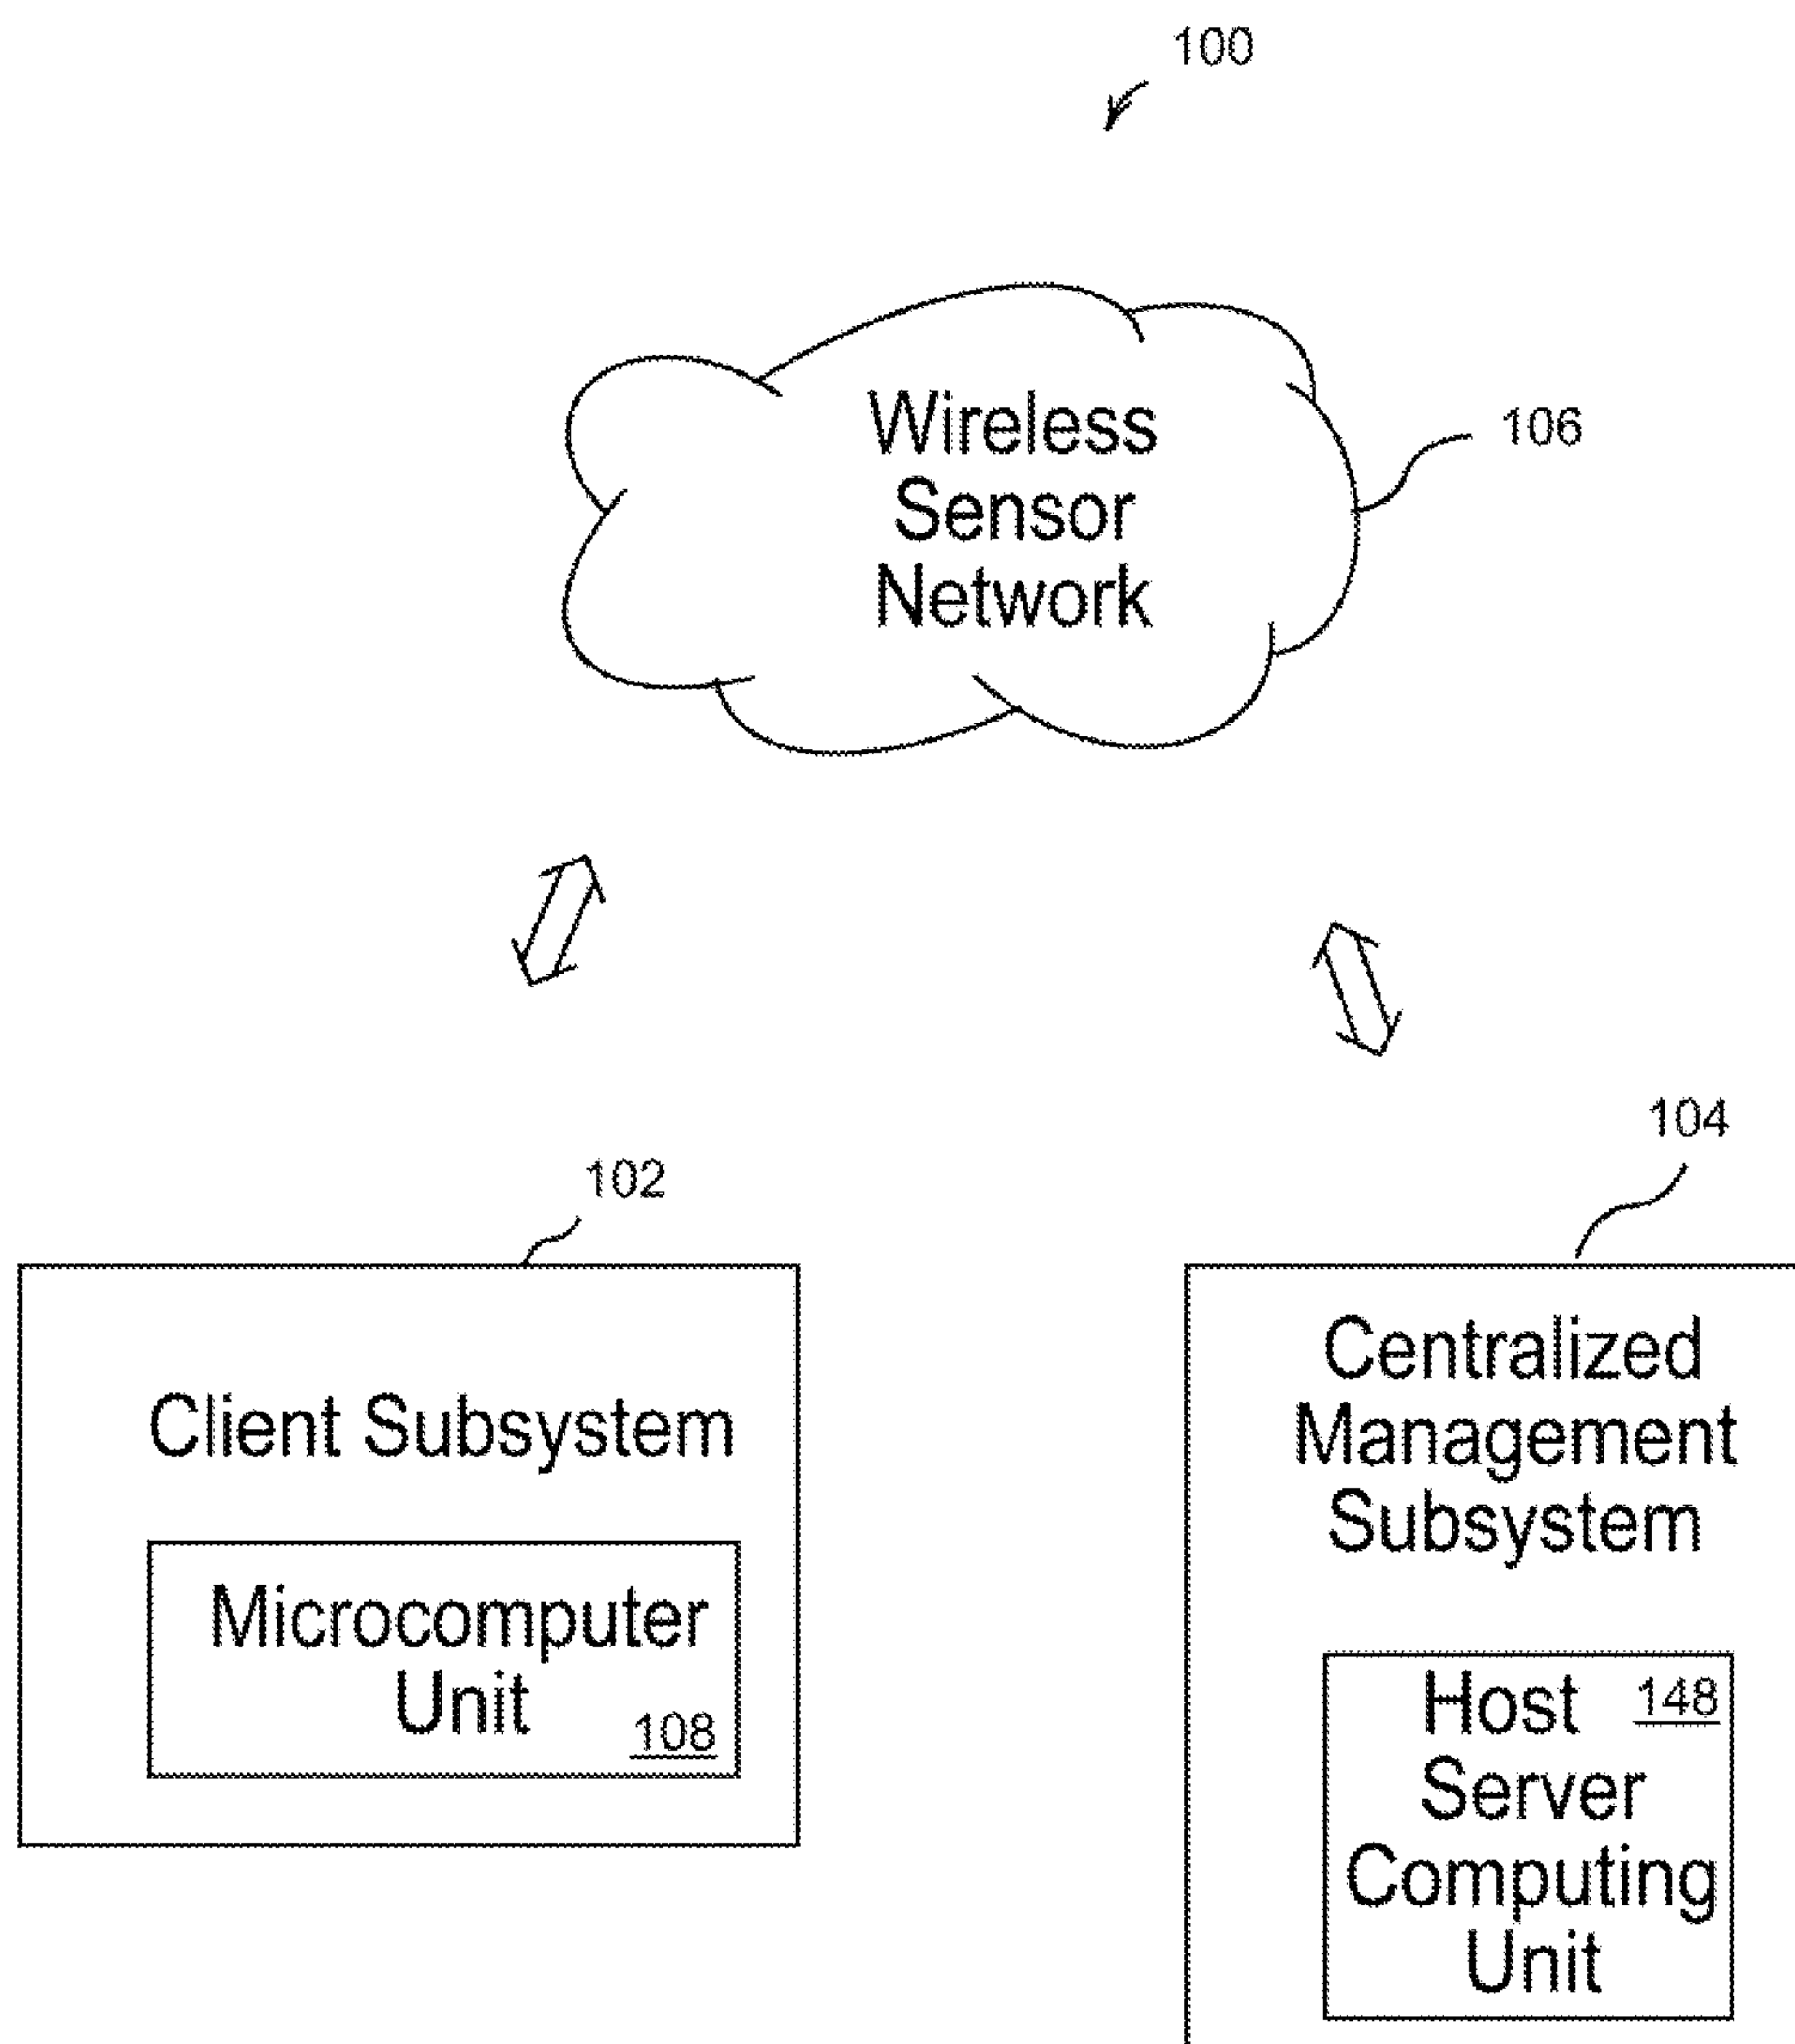 100
Wireless
Sensor
Network
106
104
102
Client Subsystem
Microcomputer
Unit
108
Centralized
Management
Subsystem
Host 148
Server
Computing
Unit